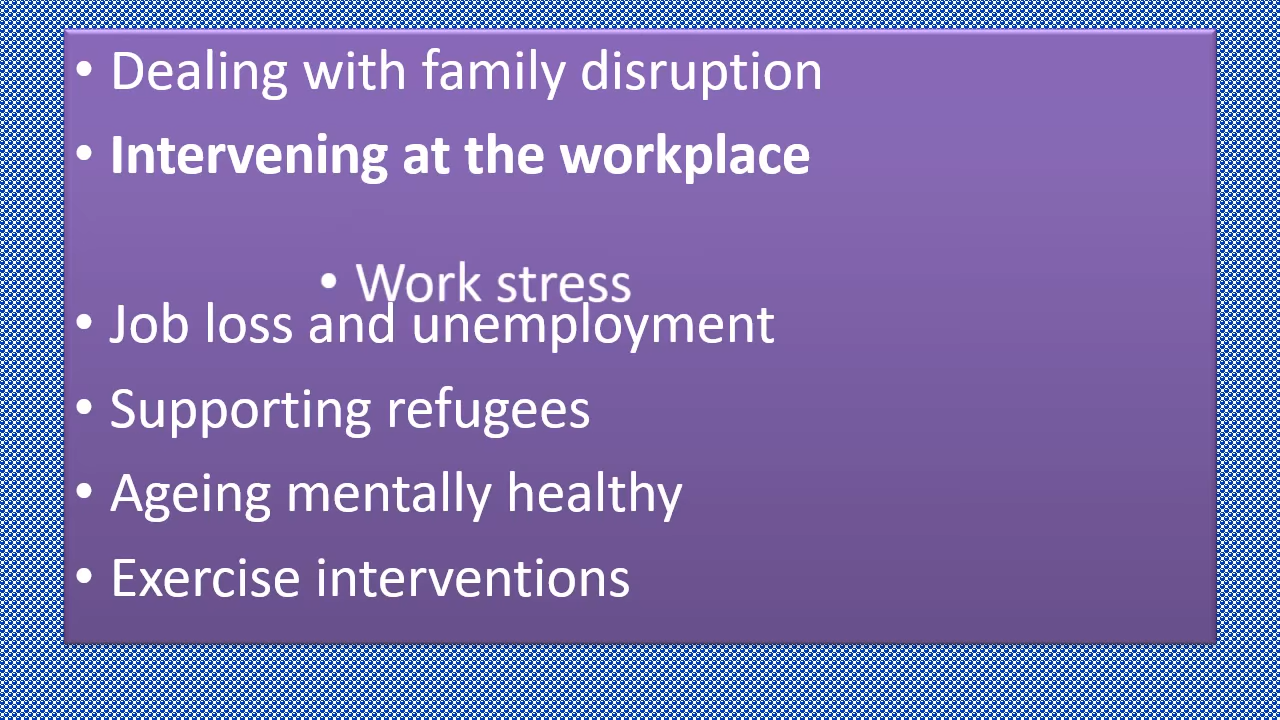 • Dealing with family disruption
• Intervening at the workplace
• Work stress
• Job loss and unemployment
• Supporting refugees
• Ageing mentally healthy
• Exercise interventions